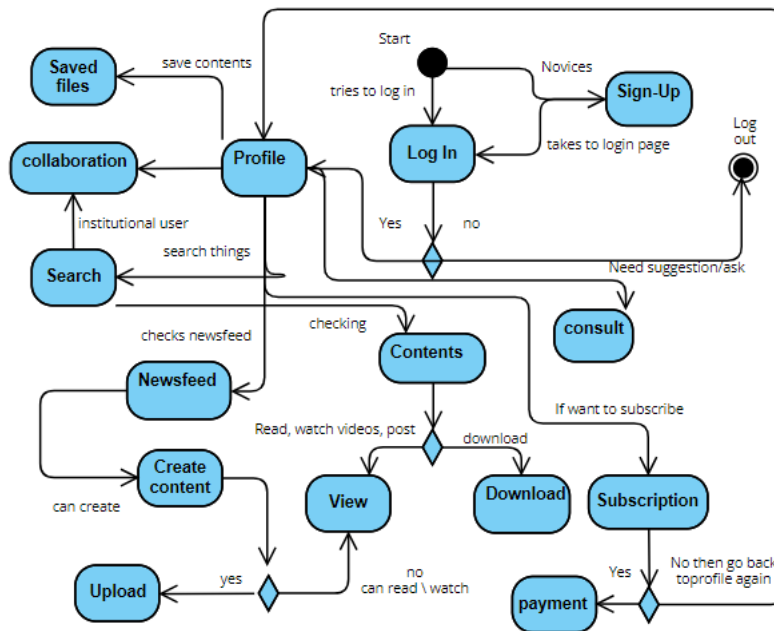 Start
Saved
files
save contents
Novices
Sign-Up
tries to log in
Log
out
collaboration
Profile
Log In
takes to login page
institutional user
Yes
no
Search
search things
Need suggestion/ask
checks newsfeed
checking
consult
Contents
Newsfeed
If want to subscribe
Read, watch videos, post
download
Create
content
can create
View
Download
Subscription
no
can read \ watch
Upload
yes
Yes
No then go back
toprofile again
payment